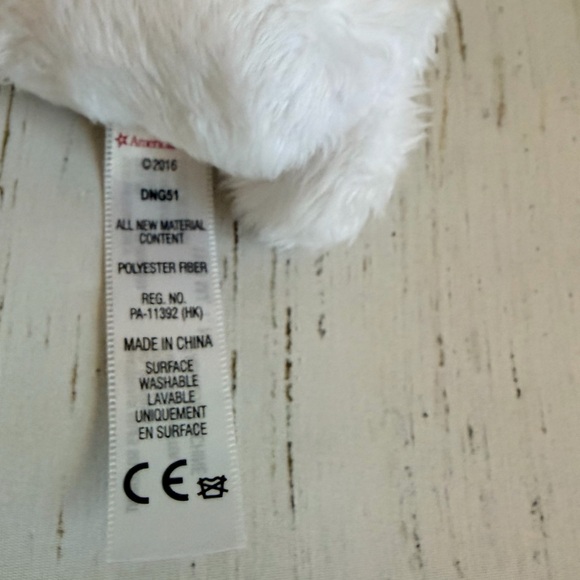 ©2016
DNG51
ALL NEW MATERIAL
CONTENT
POLYESTER FIBER
REG. NO.
PA-11392 (HK)
MADE IN CHINA
SURFACE
WASHABLE
LAVABLE
UNIQUEMENT
EN SURFACE
CE